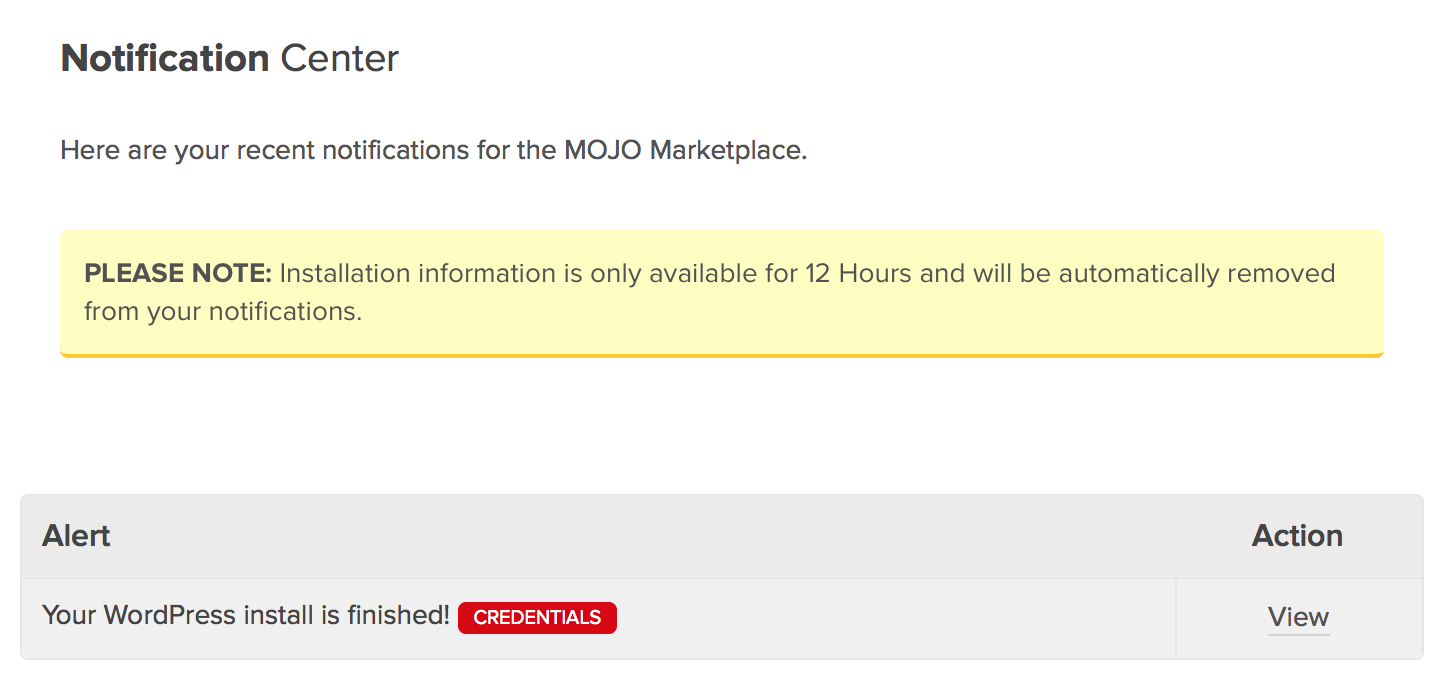 Notification Center
Here are your recent notifications for the MOJO Marketplace.
PLEASE NOTE: Installation information is only available for 12 Hours and will be automatically removed
from your notifications.
Alert Action
Your WordPress install is finished! CREDENTIALS View